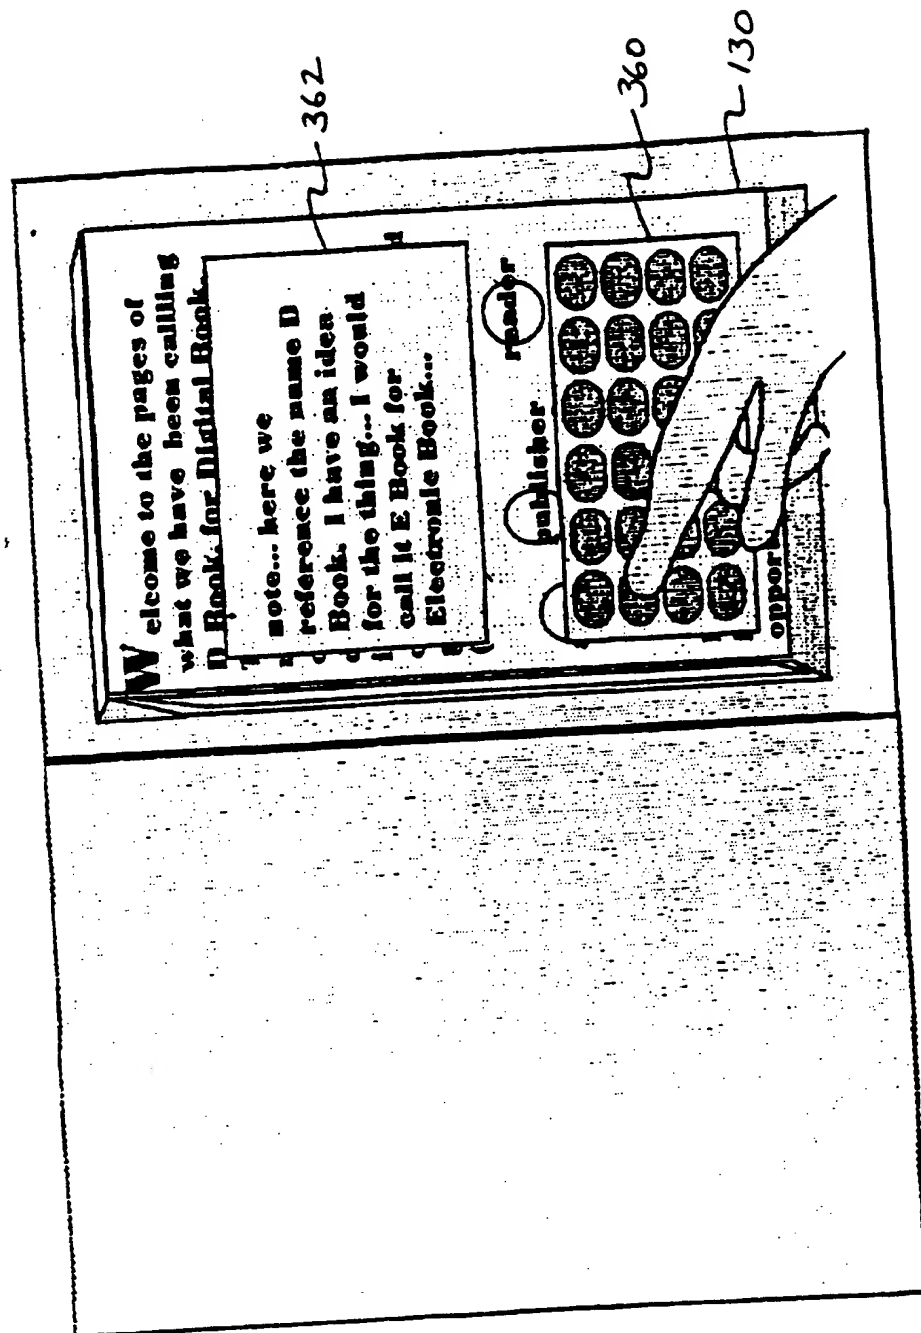 Welcome to the pages of
what we have been callling
D Book, for Digital Book.
note... here we
reference the name D
Book. I have an idea
for the thing... I would
call it E Book for
Electronic Book...
publisher
reader
oppor
362
360
130